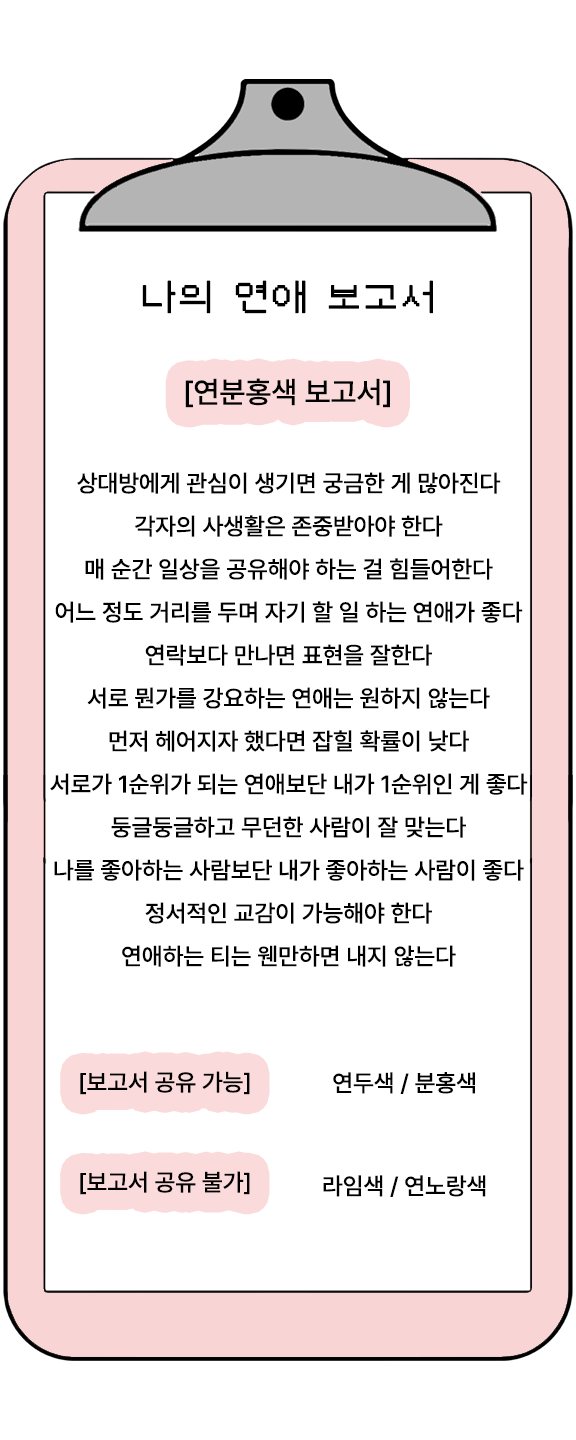 나의 연애 보고서
[연분홍색 보고서]
상대방에게 관심이 생기면 궁금한 게 많아진다
각자의 사생활은 존중받아야 한다
매 순간 일상을 공유해야 하는 걸 힘들어한다
어느 정도 거리를 두며 자기 할 일 하는 연애가 좋다
연락보다 만나면 표현을 잘한다
서로 뭔가를 강요하는 연애는 원하지 않는다
먼저 헤어지자 했다면 잡힐 확률이 낮다
서로가 1순위가 되는 연애보단 내가 1순위인 게 좋다
둥글둥글하고 무던한 사람이 잘 맞는다
나를 좋아하는 사람보단 내가 좋아하는 사람이 좋다
정서적인 교감이 가능해야 한다
연애하는 티는 웬만하면 내지 않는다
[보고서 공유 가능] 연두색 / 분홍색
[보고서 공유 불가] 라임색 / 연노랑색